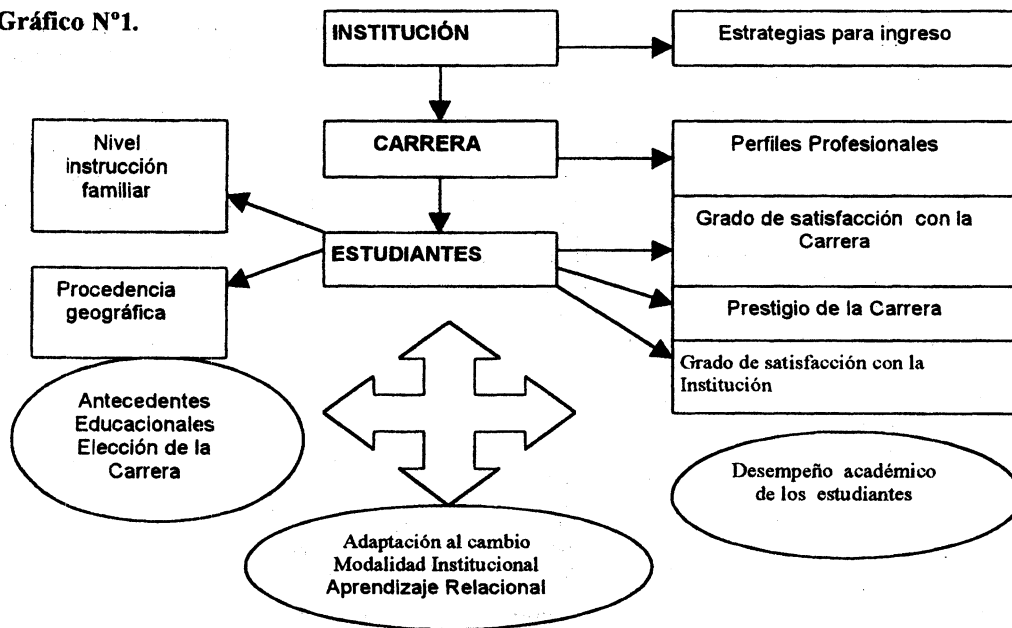 Gráfico Nº1.
INSTITUCIÓN
Estrategias para ingreso
Nivel
instrucción
familiar
CARRERA
Perfiles Profesionales
Grado de satisfacción con la
Carrera
ESTUDIANTES
Procedencia
geográfica
Prestigio de la Carrera
Grado de satisfacción con la
Institución
Antecedentes
Educacionales
Elección de la
Carrera
Desempeño académico
de los estudiantes
Adaptación al cambio
Modalidad Institucional
Aprendizaje Relacional